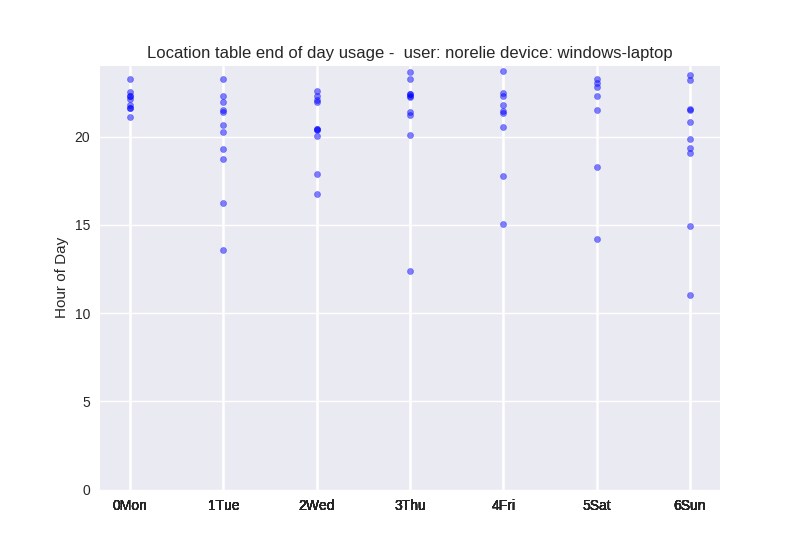 Location table end of day usage -  user: norelie device: windows-laptop
20
15
10
5
0
Hour of Day
0Mon 1Tue 2Wed 3Thu 4Fri 5Sat 6Sun